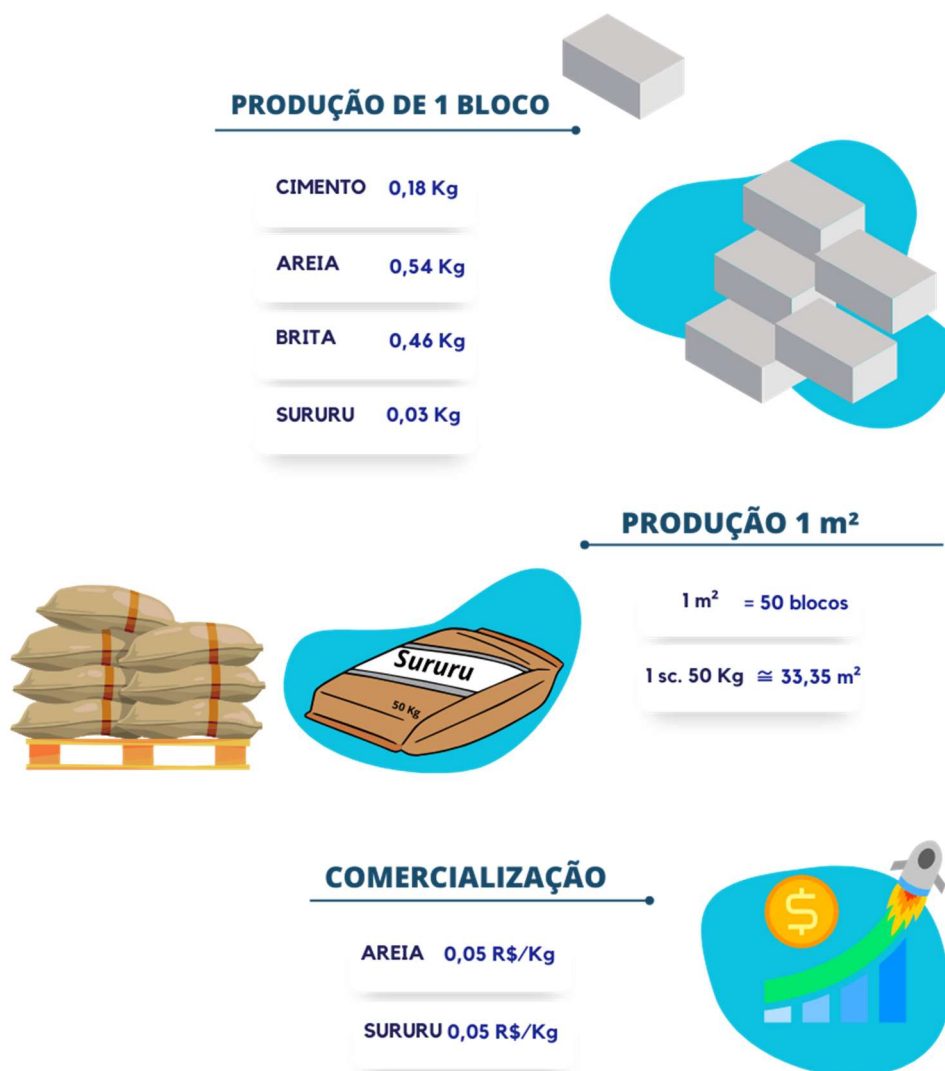 PRODUÇÃO DE 1 BLOCO
CIMENTO 0,18 Kg
AREIA 0,54 Kg
BRITA 0,46 Kg
SURURU 0,03 Kg
PRODUÇÃO 1 m²
1 m² = 50 blocos
1 sc. 50 Kg ≅ 33,35 m²
Sururu
50 Kg
COMERCIALIZAÇÃO
AREIA 0,05 R$/Kg
SURURU 0,05 R$/Kg
$